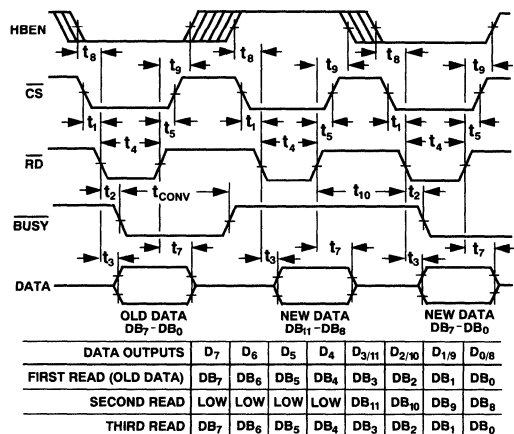 HBEN
t8 t9 t8 t9 t8 t9
CS
t1 t4 t5 t1 t4 t5 t1 t4 t5
RD
t2 tCONV t10 t2
BUSY
t3 t7 t3 t7 t3 t7
DATA
OLD DATA NEW DATA NEW DATA
DB7-DB0 DB11-DB8 DB7-DB0
DATA OUTPUTS D7 D6 D5 D4 D3/11 D2/10 D1/9 D0/8
FIRST READ (OLD DATA) DB7 DB6 DB5 DB4 DB3 DB2 DB1 DB0
SECOND READ LOW LOW LOW LOW DB11 DB10 DB9 DB8
THIRD READ DB7 DB6 DB5 DB4 DB3 DB2 DB1 DB0